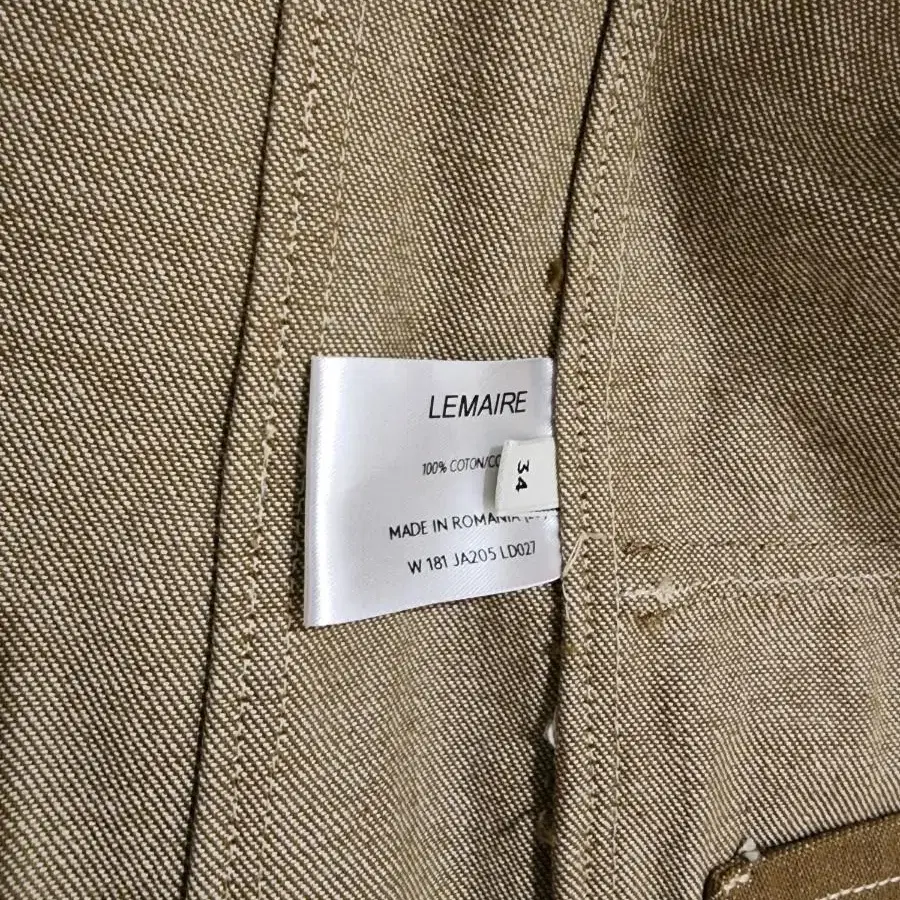 LEMAIRE
100% COTON/CO
34
MADE IN ROMANIA
W 181 JA205 LD027